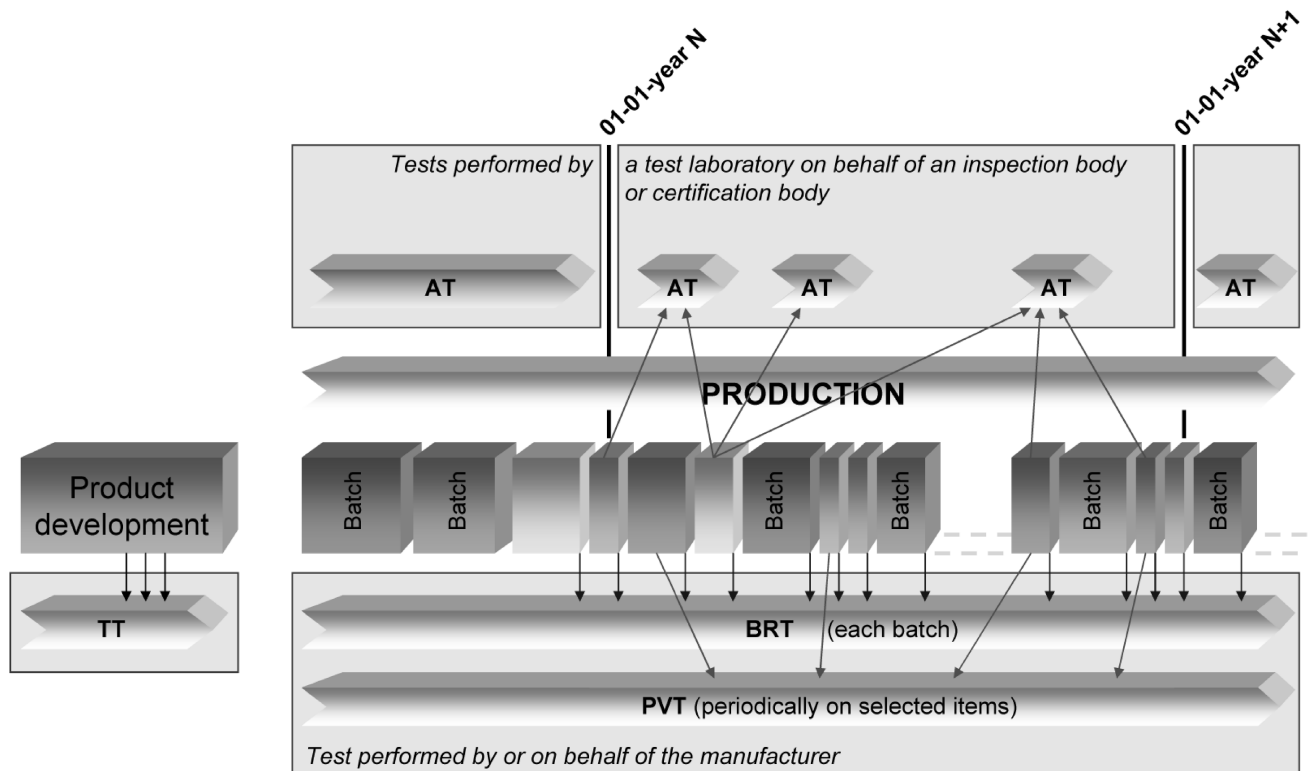 01-01-year N
01-01-year N+1
Tests performed by
a test laboratory on behalf of an inspection body
or certification body
AT
AT
AT
AT
AT
PRODUCTION
Product
development
Batch
Batch
Batch
Batch
Batch
Batch
TT
BRT (each batch)
PVT (periodically on selected items)
Test performed by or on behalf of the manufacturer